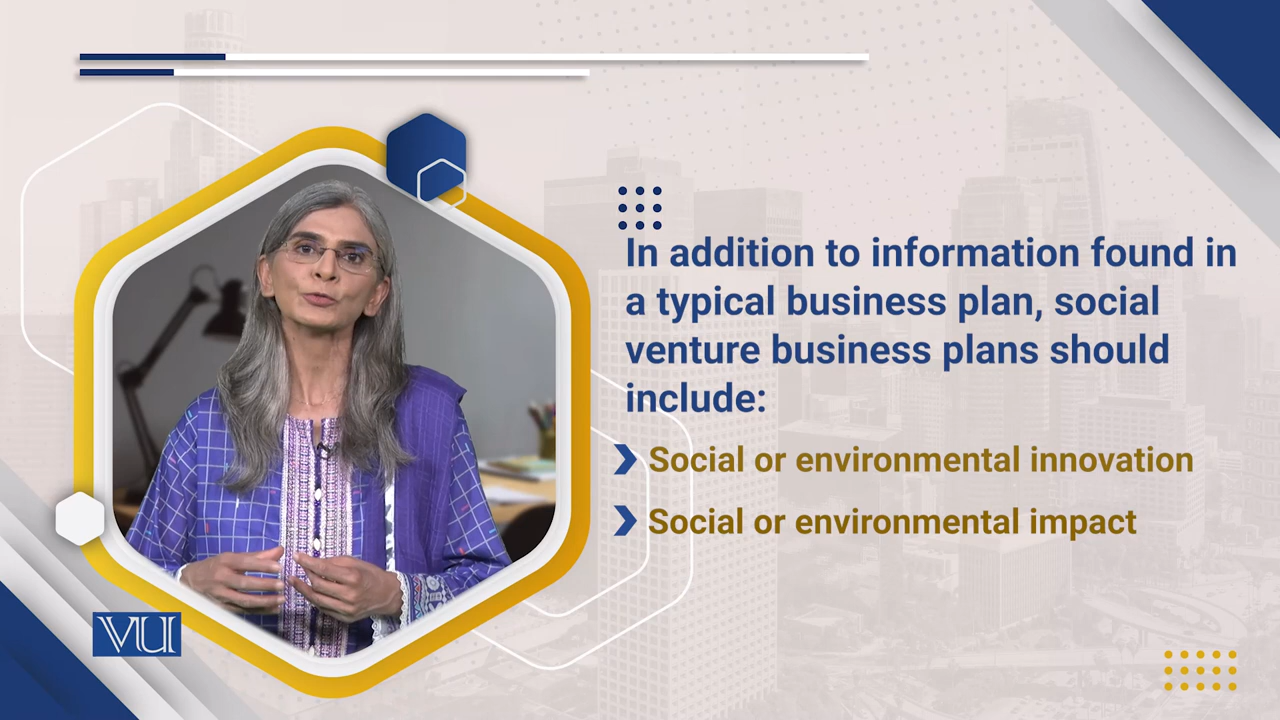 In addition to information found in
a typical business plan, social
venture business plans should
include:
Social or environmental innovation
Social or environmental impact
VU